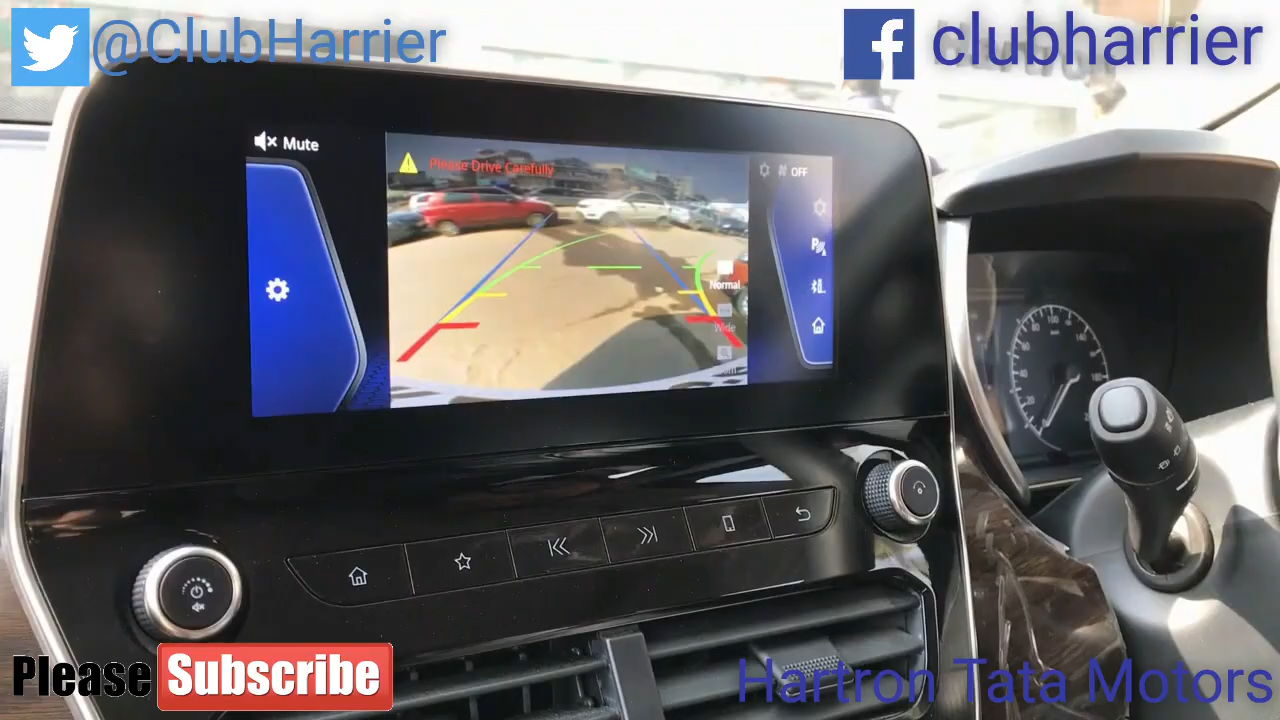 @ClubHarrier
clubharrier
Mute
Please Drive Carefully
OFF
Normal
Wide
Please Subscribe
Hartron Tata Motors